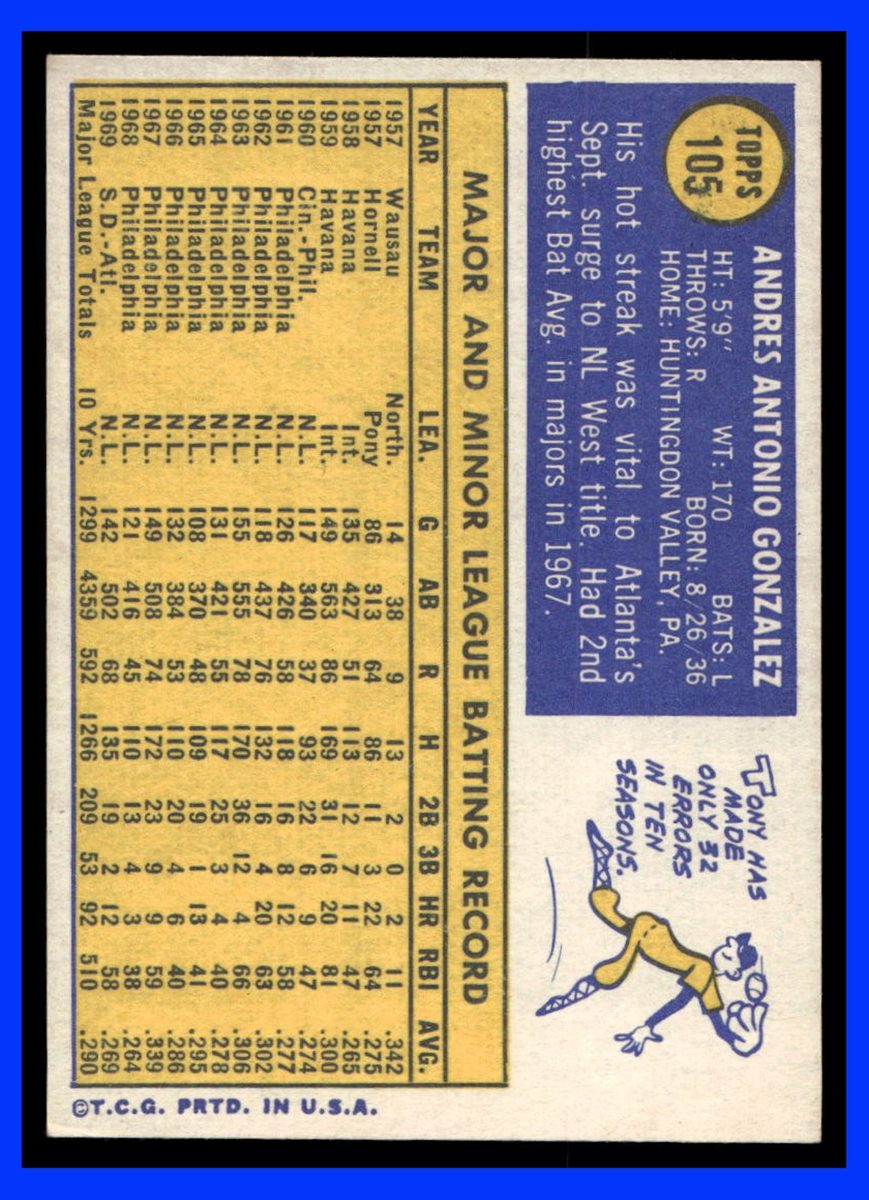 TOPPS
105
ANDRES ANTONIO GONZALEZ
HT: 5'9" WT: 170 BATS: L
THROWS: R BORN: 8/26/36
HOME: HUNTINGDON VALLEY, PA.
His hot streak was vital to Atlanta's
Sept. surge to NL West title. Had 2nd
highest Bat Avg. in majors in 1967.
TONY HAS
MADE
ONLY 32
ERRORS
IN TEN
SEASONS.
MAJOR AND MINOR LEAGUE BATTING RECORD
YEAR TEAM LEA. G AB R H 2B 3B HR RBI AVG.
1957 Wausau North. 14 38 9 13 2 0 2 11 .342
1957 Hornell Pony 86 313 64 86 11 3 22 64 .275
1958 Havana Int. 135 427 51 113 12 7 11 47 .265
1959 Havana Int. 149 563 86 169 31 16 20 81 .300
1960 Cin.-Phil. N.L. 117 340 37 93 22 6 9 47 .274
1961 Philadelphia N.L. 126 426 58 118 16 8 12 58 .277
1962 Philadelphia N.L. 118 437 76 132 16 4 20 63 .302
1963 Philadelphia N.L. 155 555 78 170 36 12 4 66 .306
1964 Philadelphia N.L. 131 421 55 117 25 3 4 40 .278
1965 Philadelphia N.L. 108 370 48 109 19 1 13 41 .295
1966 Philadelphia N.L. 132 384 53 110 20 4 6 40 .286
1967 Philadelphia N.L. 149 508 74 172 23 9 9 59 .339
1968 Philadelphia N.L. 121 416 45 110 13 4 3 38 .264
1969 S.D.-Atl. N.L. 142 502 68 135 19 2 12 58 .269
Major League Totals 10 Yrs. 1299 4359 592 1266 209 53 92 510 .290
©T.C.G. PRTD. IN U.S.A.